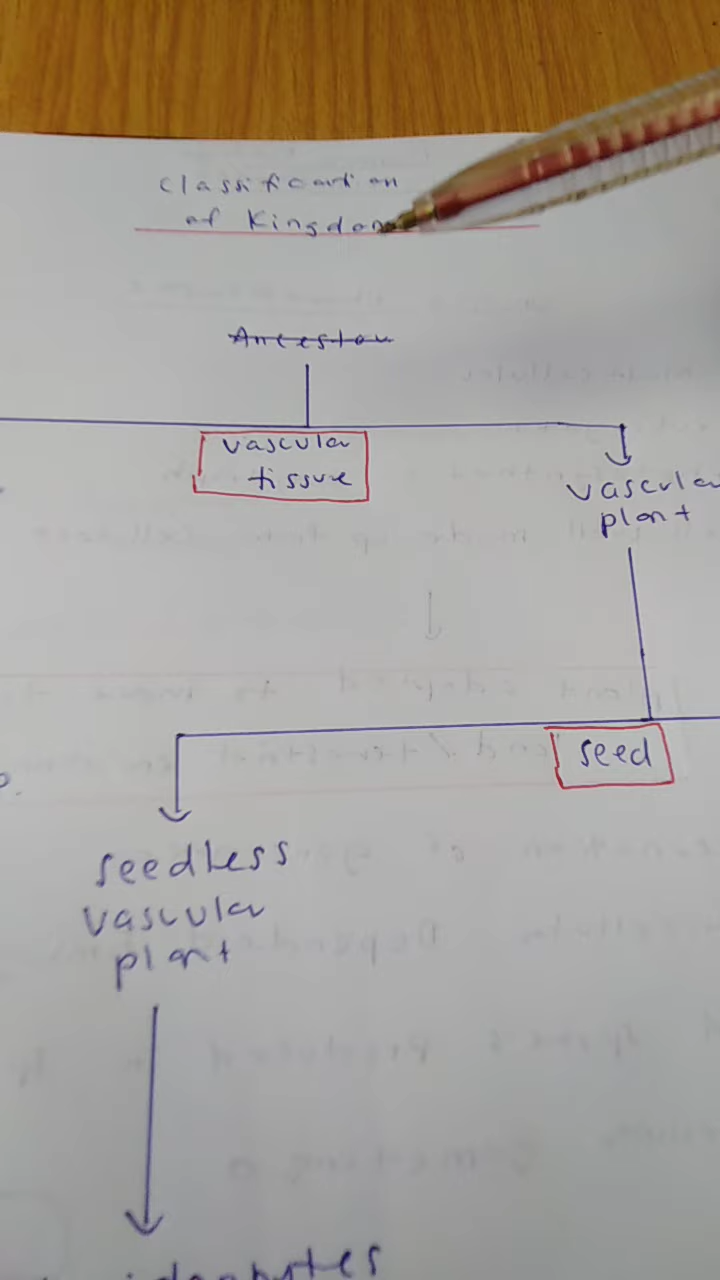 Classification
of Kingdom
Ancestor
vascular
tissue
vascular
plant
seed
seedless
vascular
plant